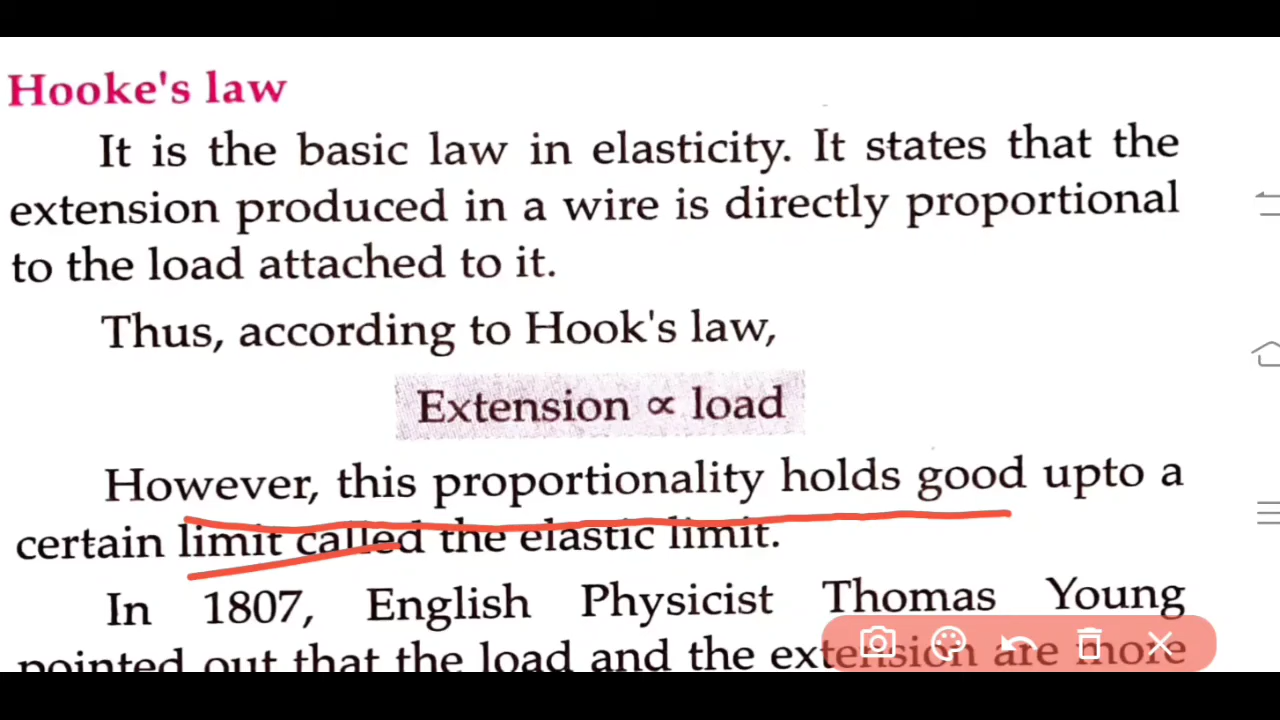 Hooke's law
It is the basic law in elasticity. It states that the
extension produced in a wire is directly proportional
to the load attached to it.
Thus, according to Hook's law,
Extension ∝ load
However, this proportionality holds good upto a
certain limit called the elastic limit.
In 1807, English Physicist Thomas Young
pointed out that the load and the extension are more